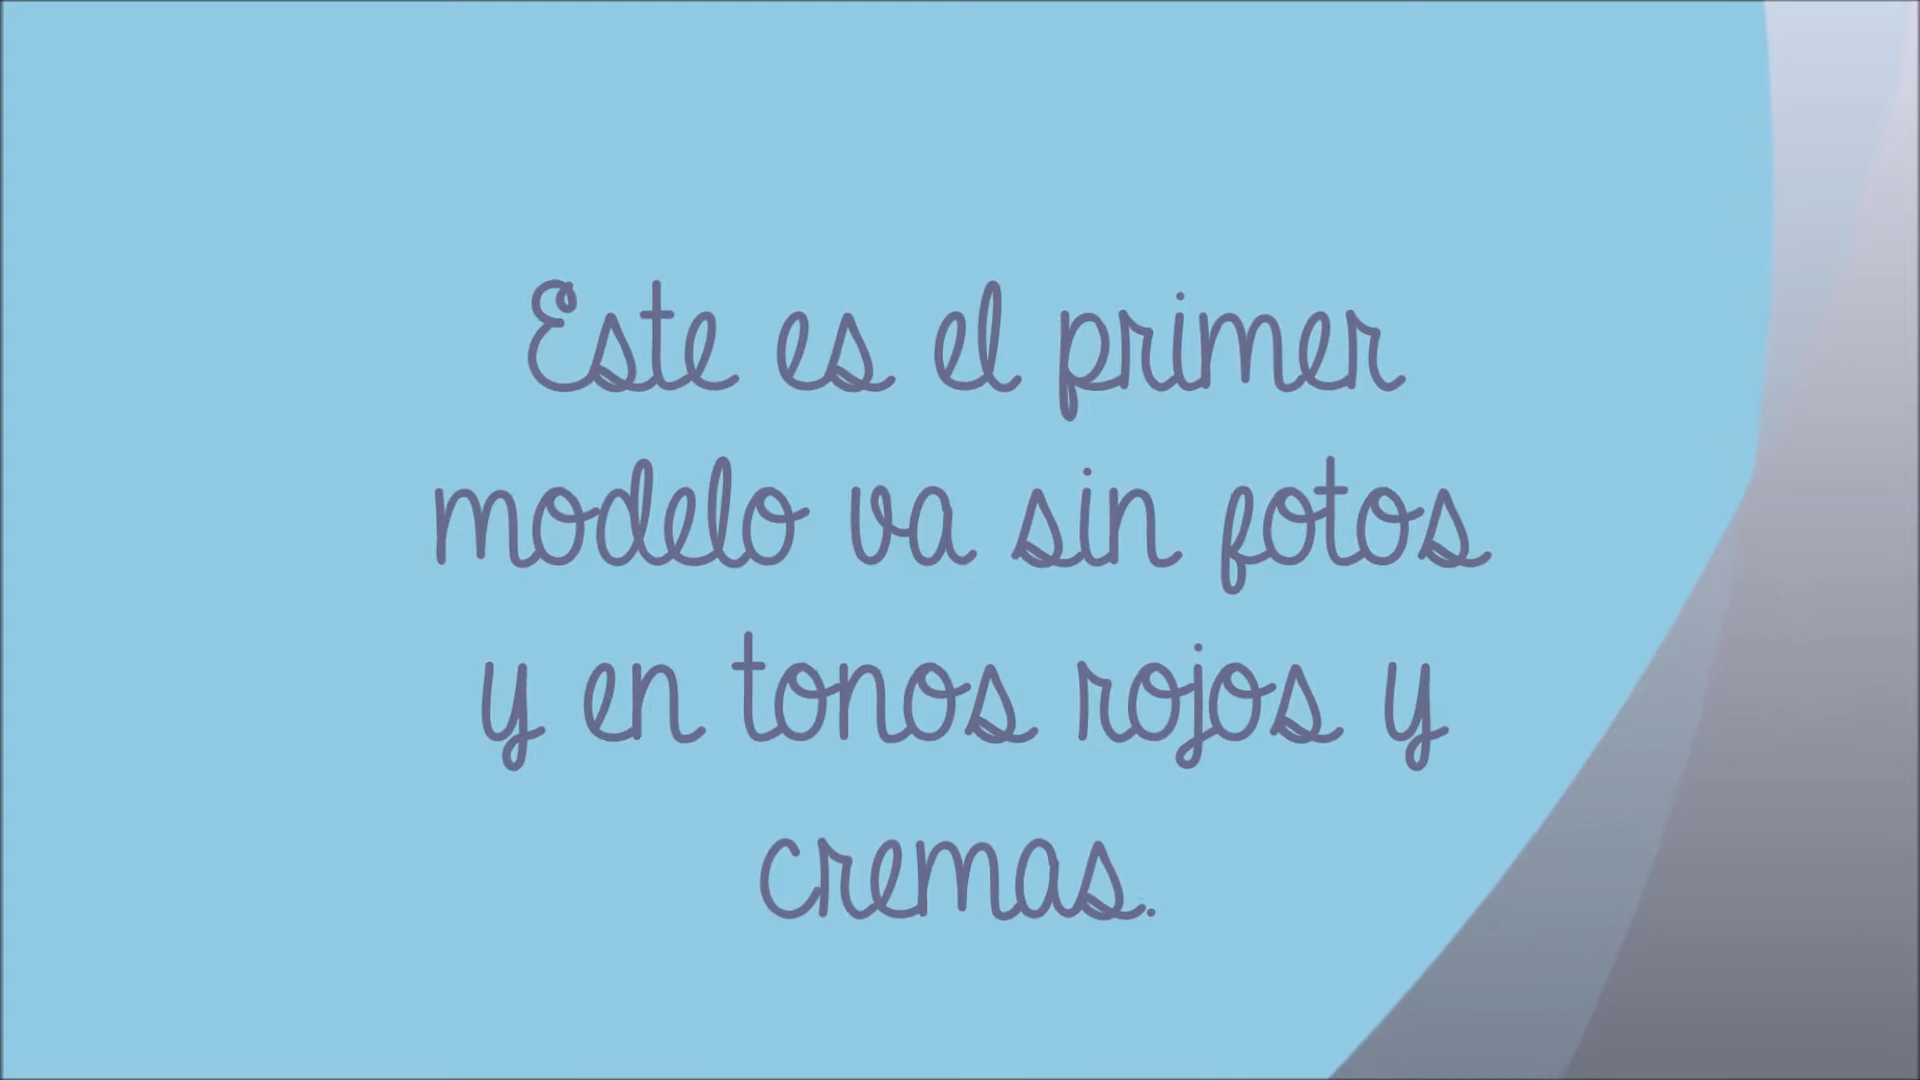 Este es el primer
modelo va sin fotos
y en tonos rojos y
cremas.